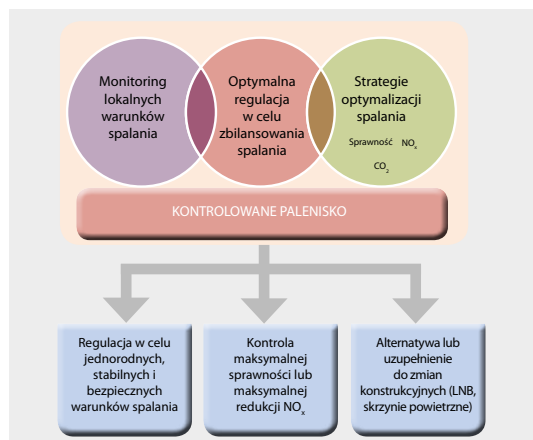 Monitoring
lokalnych
warunków
spalania
Optymalna
regulacja
w celu
zbilansowania
spalania
Strategie
optymalizacji
spalania
Sprawność NOₓ
CO₂
KONTROLOWANE PALENISKO
Regulacja w celu
jednorodnych,
stabilnych i
bezpiecznych
warunków spalania
Kontrola
maksymalnej
sprawności lub
maksymalnej
redukcji NOₓ
Alternatywa lub
uzupełnienie
do zmian
konstrukcyjnych (LNB,
skrzynie powietrzne)